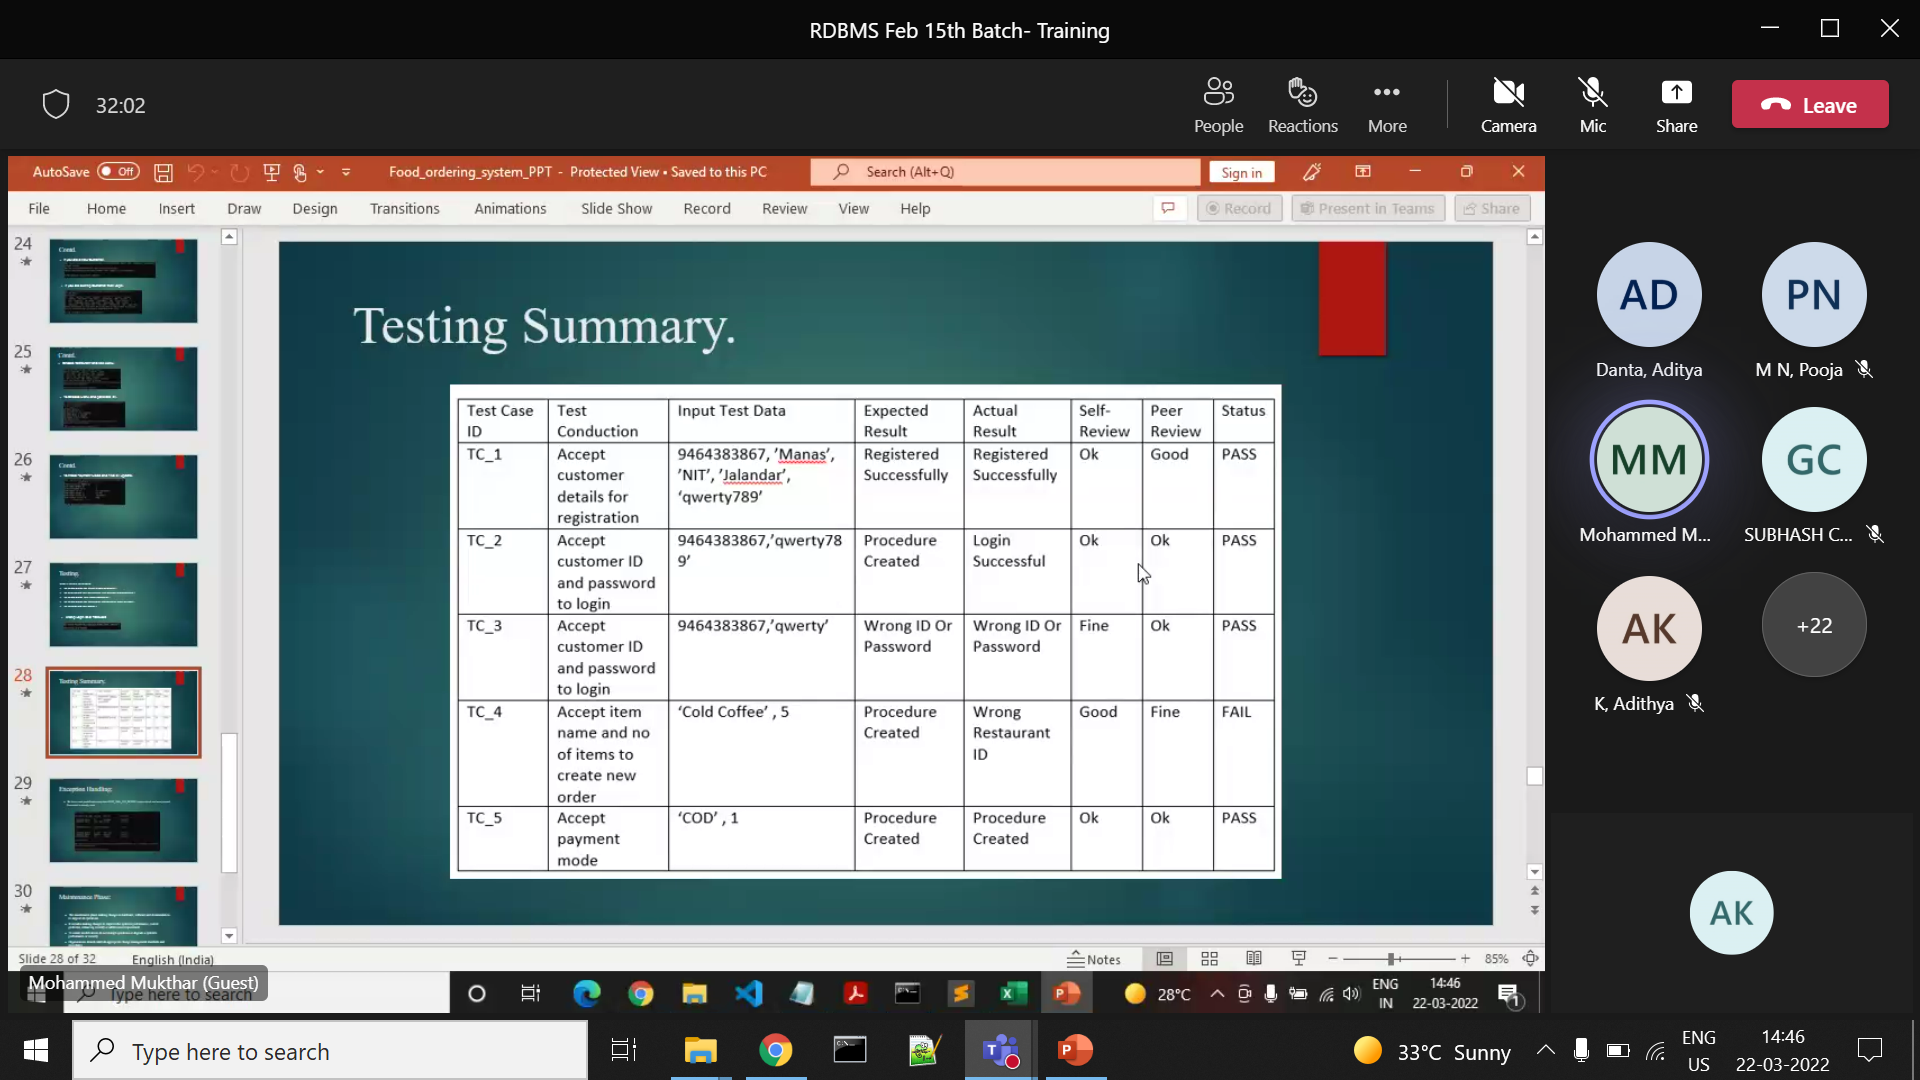 RDBMS Feb 15th Batch- Training
32:02
People
Reactions
More
Camera
Mic
Share
Leave
AutoSave Off
Food_ordering_system_PPT - Protected View • Saved to this PC
Search (Alt+Q)
Sign in
File Home Insert Draw Design Transitions Animations Slide Show Record Review View Help
Record
Present in Teams
Share
24
25
26
27
28
29
30
Contd.
Contd.
Contd.
Testing.
Testing Summary.
Exception Handling:
Maintenance Phase:
Testing Summary.
Test Case ID
Test Conduction
Input Test Data
Expected Result
Actual Result
Self-Review
Peer Review
Status
TC_1
Accept customer details for registration
9464383867, ’Manas’, ’NIT’, ’Jalandar’, ‘qwerty789’
Registered Successfully
Registered Successfully
Ok
Good
PASS
TC_2
Accept customer ID and password to login
9464383867,’qwerty789’
Procedure Created
Login Successful
Ok
Ok
PASS
TC_3
Accept customer ID and password to login
9464383867,’qwerty’
Wrong ID Or Password
Wrong ID Or Password
Fine
Ok
PASS
TC_4
Accept item name and no of items to create new order
‘Cold Coffee’ , 5
Procedure Created
Wrong Restaurant ID
Good
Fine
FAIL
TC_5
Accept payment mode
‘COD’ , 1
Procedure Created
Procedure Created
Ok
Ok
PASS
AD
Danta, Aditya
PN
M N, Pooja
MM
Mohammed M...
GC
SUBHASH C...
AK
K, Adithya
+22
AK
Slide 28 of 32
English (India)
Notes
85%
Mohammed Mukthar (Guest)
Type here to search
28°C
ENG
IN
14:46
22-03-2022
1
Type here to search
33°C Sunny
ENG
US
14:46
22-03-2022